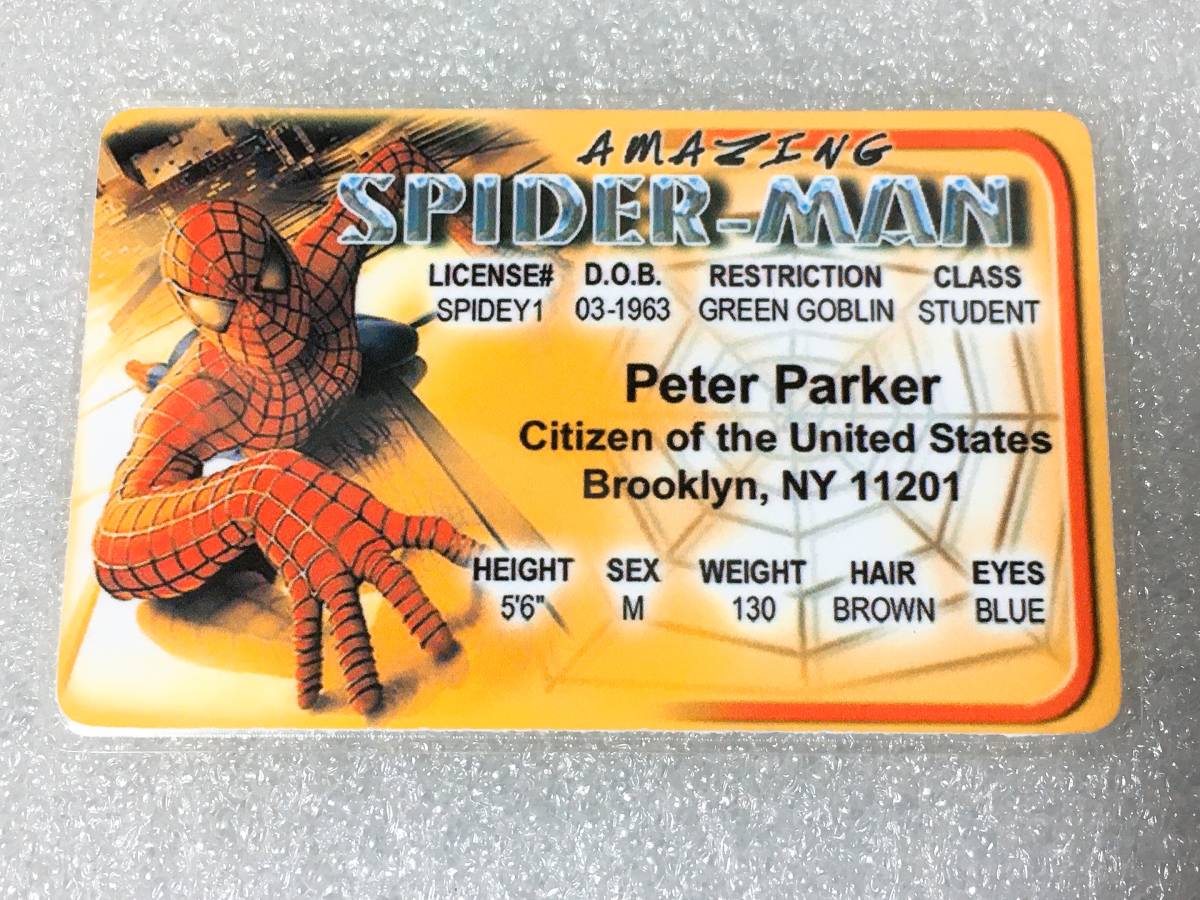 AMAZING
SPIDER-MAN
LICENSE# D.O.B. RESTRICTION CLASS
SPIDEY1 03-1963 GREEN GOBLIN STUDENT
Peter Parker
Citizen of the United States
Brooklyn, NY 11201
HEIGHT SEX WEIGHT HAIR EYES
5'6" M 130 BROWN BLUE